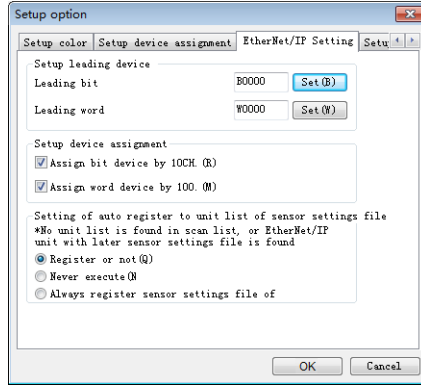 Setup option
Setup color Setup device assignment EtherNet/IP Setting Setu
Setup leading device
Leading bit B0000 Set(B)
Leading word W0000 Set(W)
Setup device assignment
Assign bit device by 10CH.(R)
Assign word device by 100.(M)
Setting of auto register to unit list of sensor settings file
*No unit list is found in scan list, or EtherNet/IP
unit with later sensor settings file is found
Register or not(Q)
Never execute(N
Always register sensor settings file of
OK Cancel